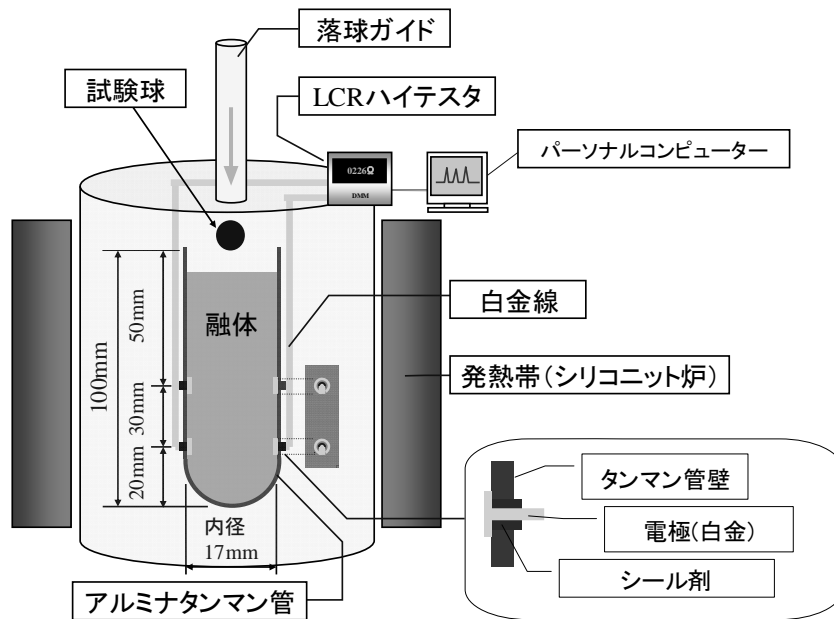 落球ガイド
試験球
LCRハイテスタ
パーソナルコンピューター
0226Ω
DMM
50mm
100mm
30mm
20mm
融体
白金線
発熱帯(シリコニット炉)
タンマン管壁
電極(白金)
シール剤
内径
17mm
アルミナタンマン管